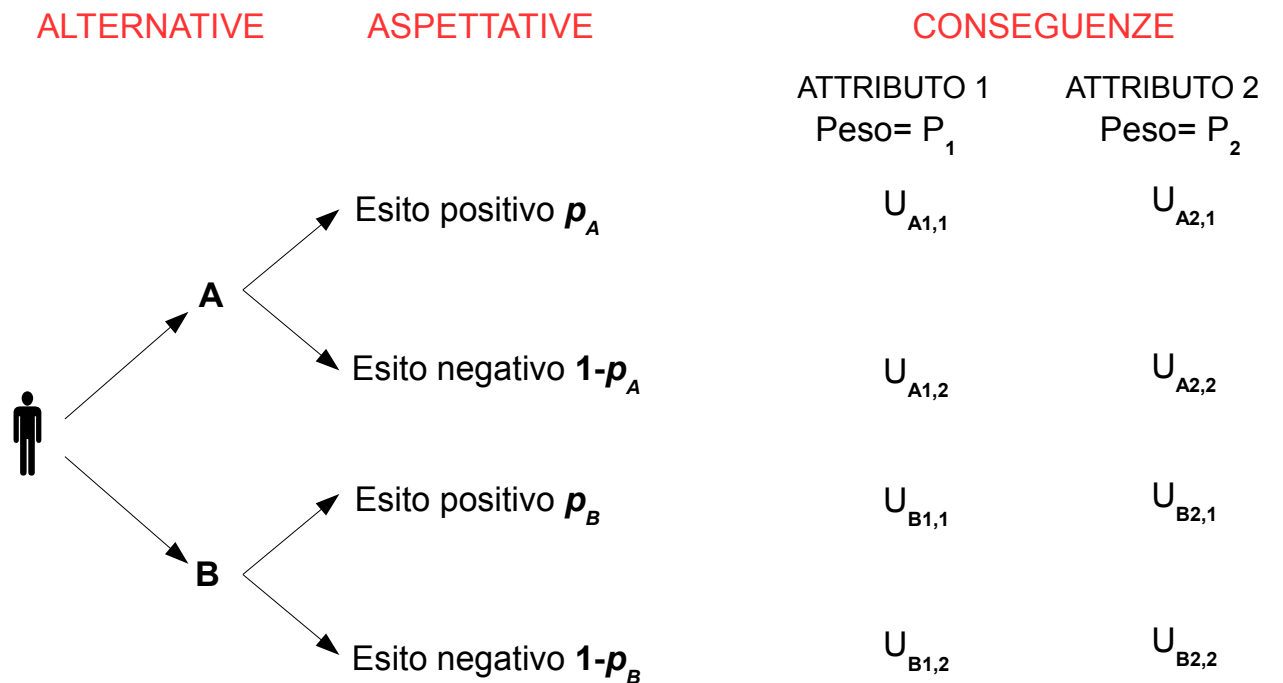 ALTERNATIVE ASPETTATIVE CONSEGUENZE
ATTRIBUTO 1 ATTRIBUTO 2
Peso= P1 Peso= P2
Esito positivo pA UA1,1 UA2,1
A
Esito negativo 1-pA UA1,2 UA2,2
Esito positivo pB UB1,1 UB2,1
B
Esito negativo 1-pB UB1,2 UB2,2